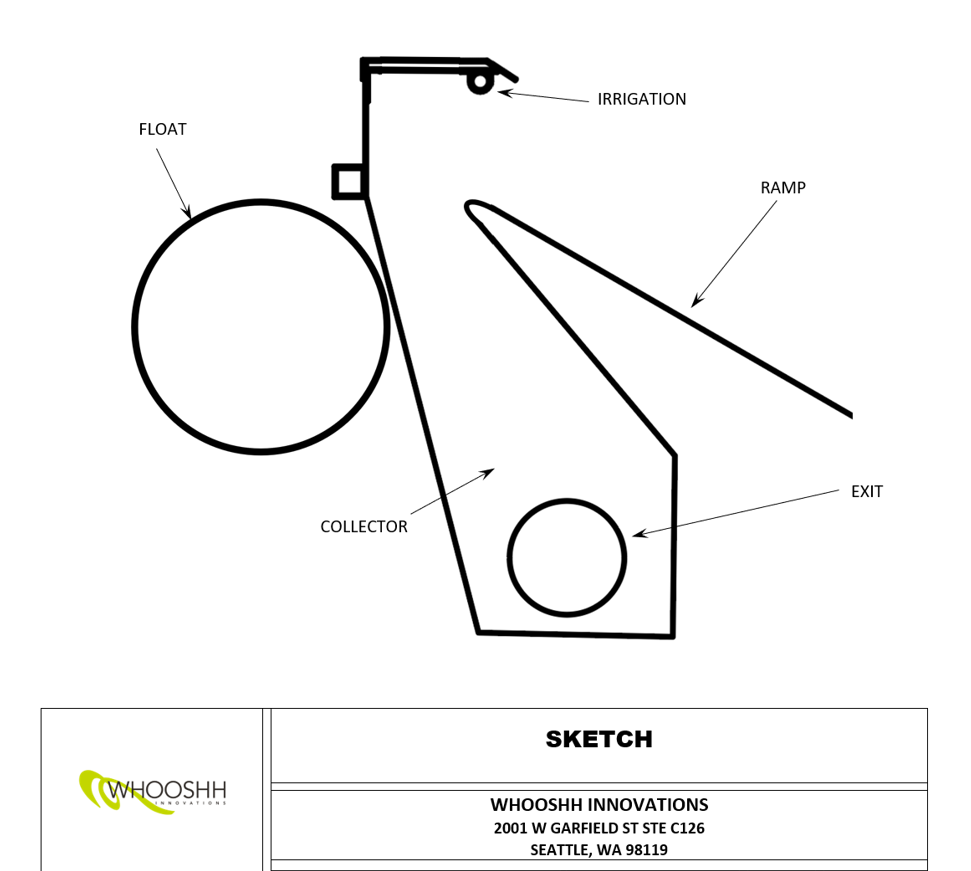 IRRIGATION
FLOAT
RAMP
EXIT
COLLECTOR
SKETCH
WHOOSHH
INNOVATIONS
WHOOSHH INNOVATIONS
2001 W GARFIELD ST STE C126
SEATTLE, WA 98119